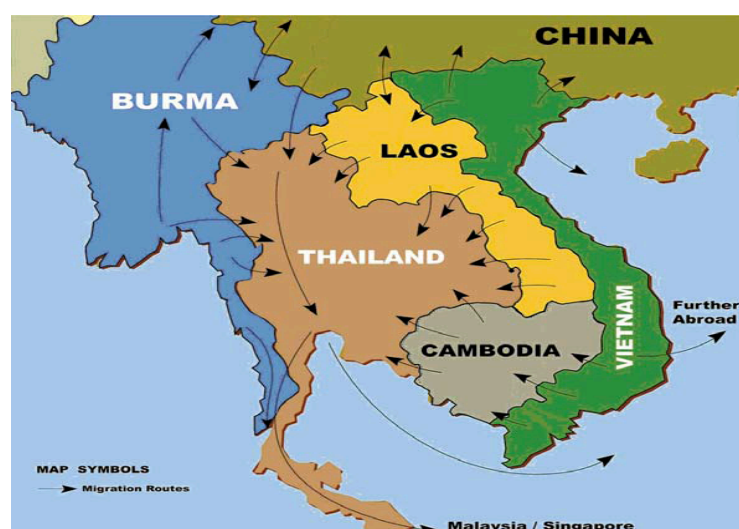 CHINA
BURMA
LAOS
THAILAND
VIETNAM
Further
Abroad
CAMBODIA
MAP SYMBOLS
Migration Routes
Malaysia / Singapore